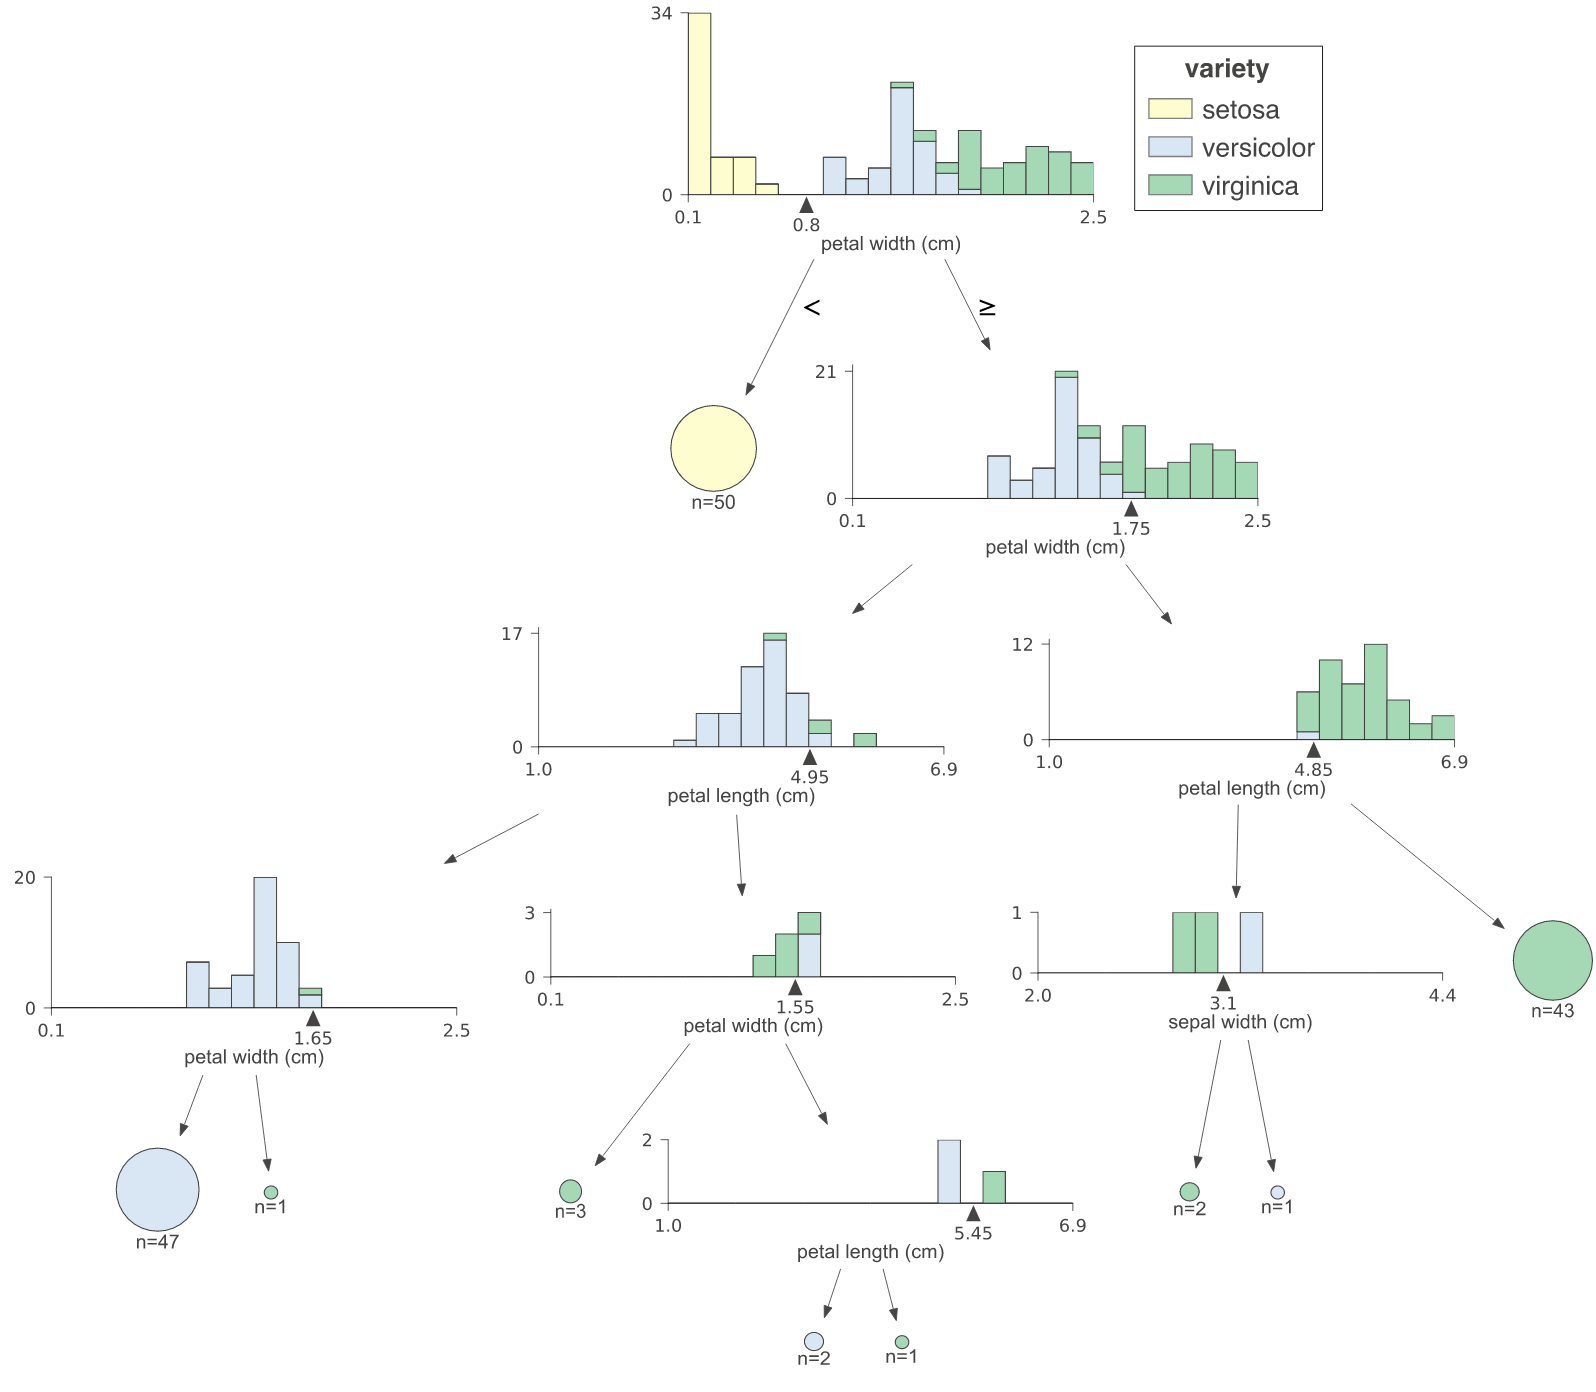 34
0
0.1
0.8
2.5
petal width (cm)
variety
setosa
versicolor
virginica
<
≥
n=50
21
0
0.1
1.75
2.5
petal width (cm)
17
0
1.0
4.95
6.9
petal length (cm)
12
0
1.0
4.85
6.9
petal length (cm)
20
0
0.1
1.65
2.5
petal width (cm)
3
0
0.1
1.55
2.5
petal width (cm)
1
0
2.0
3.1
4.4
sepal width (cm)
n=43
n=47
n=1
n=3
2
0
1.0
5.45
6.9
petal length (cm)
n=2
n=1
n=2
n=1